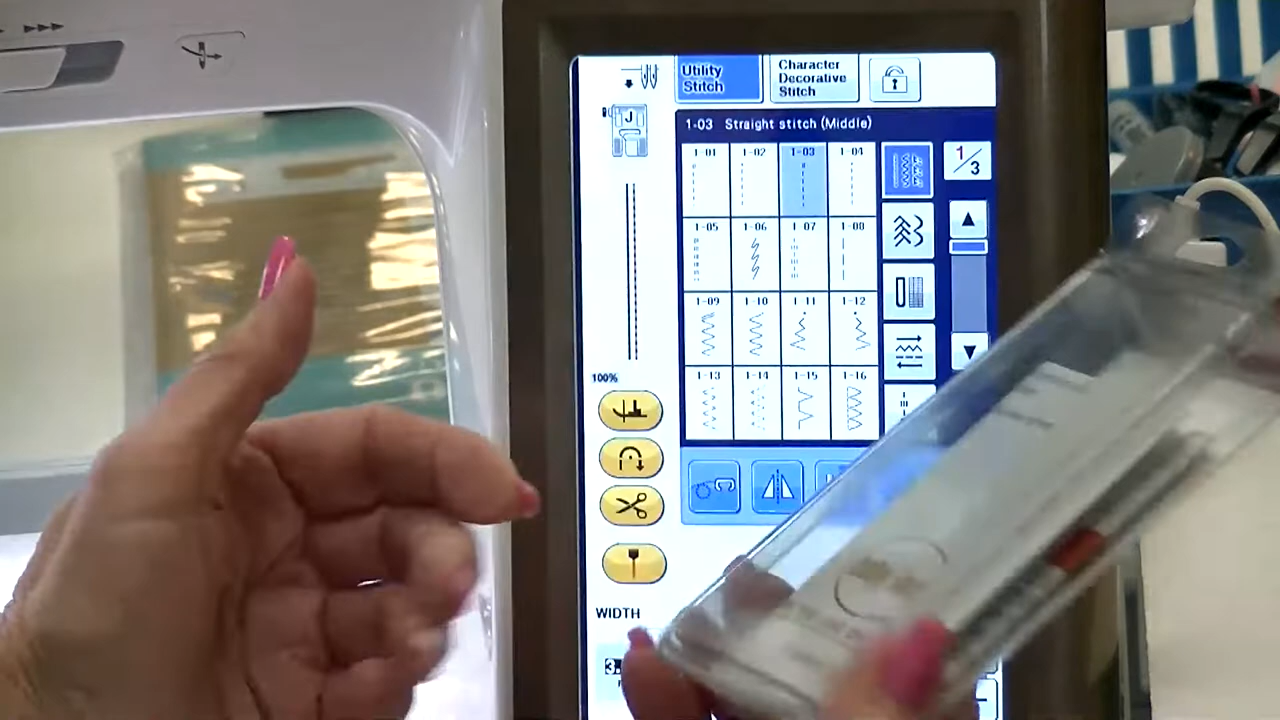 Utility
Stitch
Character
Decorative
Stitch
J
1-03 Straight stitch (Middle)
1/3
1-01 1-02 1-03 1-04
1-05 1-06 1-07 1-08
1-09 1-10 1-11 1-12
1-13 1-14 1-15 1-16
100%
WIDTH
3.